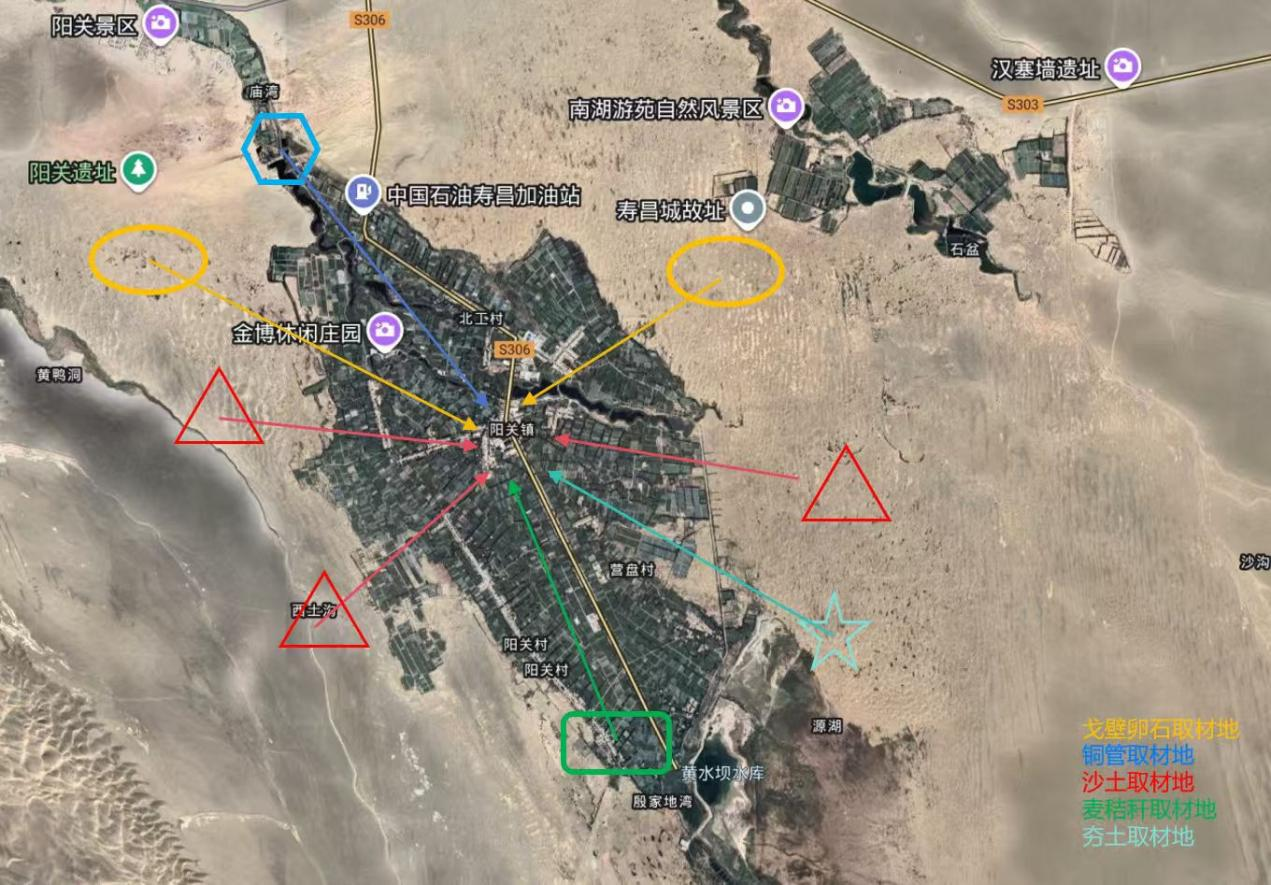 阳关景区
S306
庙湾
汉塞墙遗址
S303
南湖游苑自然风景区
阳关遗址
中国石油寿昌加油站
寿昌城故址
石盆
北工村
金博休闲庄园
S306
黄鸭洞
阳关镇
沙沟
营盘村
西土沟
阳关村
阳关村
源湖
黄水坝水库
殷家地湾
戈壁卵石取材地
铜管取材地
沙土取材地
麦秸秆取材地
夯土取材地